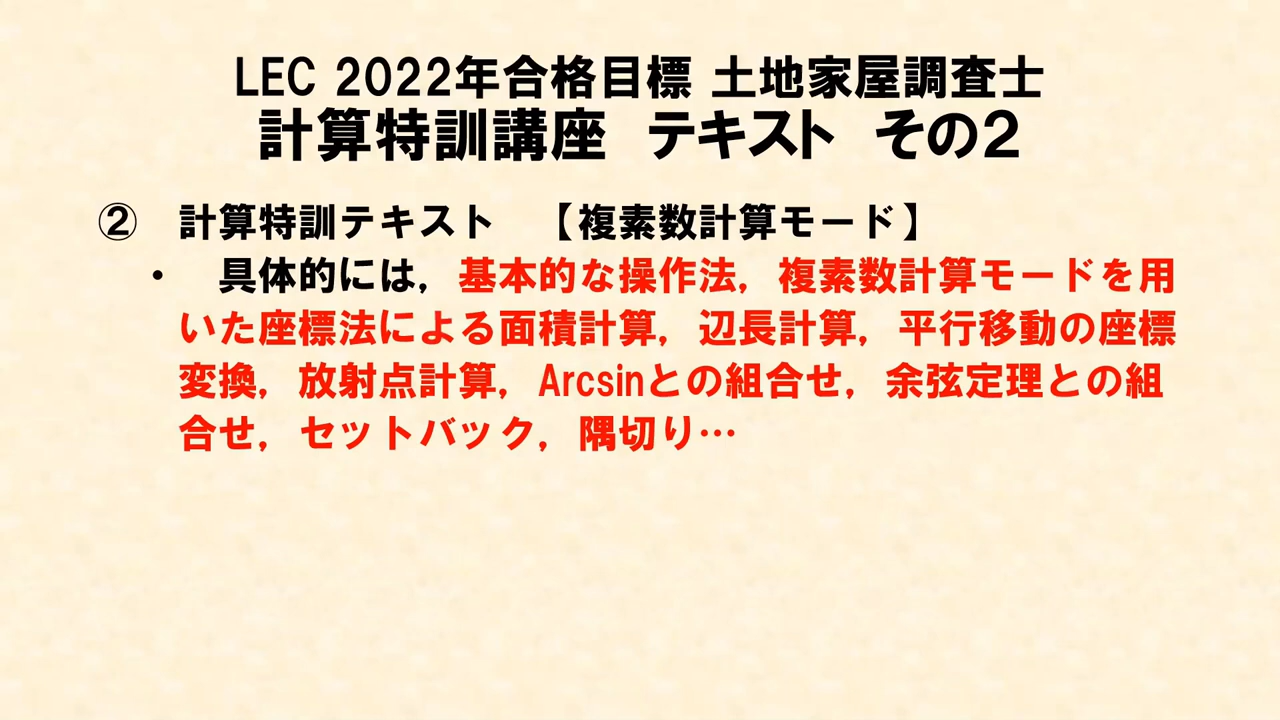 LEC 2022年合格目標 土地家屋調査士
計算特訓講座　テキスト　その2
②　計算特訓テキスト　【複素数計算モード】
・　具体的には，基本的な操作法，複素数計算モードを用
いた座標法による面積計算，辺長計算，平行移動の座標
変換，放射点計算，Arcsinとの組合せ，余弦定理との組
合せ，セットバック，隅切り…